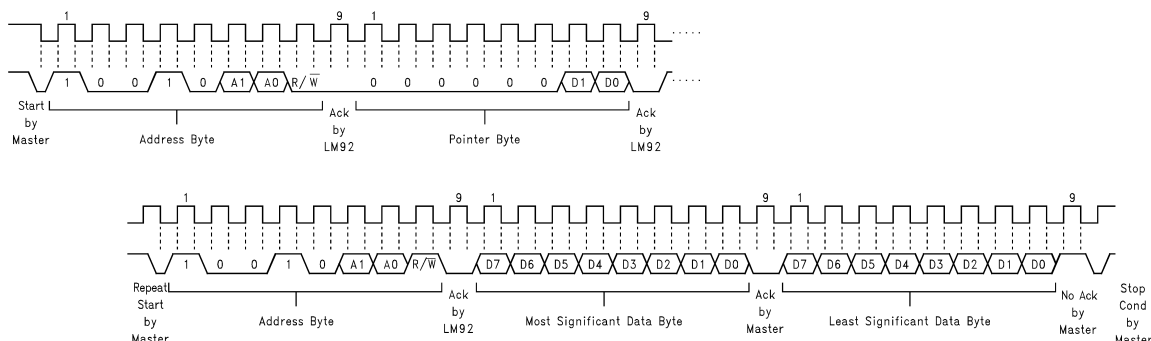 1 9 1 9
1 0 0 1 0 A1 A0 R/W̅ 0 0 0 0 0 0 D1 D0
Start
by
Master
Address Byte
Ack
by
LM92
Pointer Byte
Ack
by
LM92
1 9 1 9 1 9
1 0 0 1 0 A1 A0 R/W̅ D7 D6 D5 D4 D3 D2 D1 D0 D7 D6 D5 D4 D3 D2 D1 D0
Repeat
Start
by
Master
Address Byte
Ack
by
LM92
Most Significant Data Byte
Ack
by
Master
Least Significant Data Byte
No Ack
by
Master
Stop
Cond
by
Master